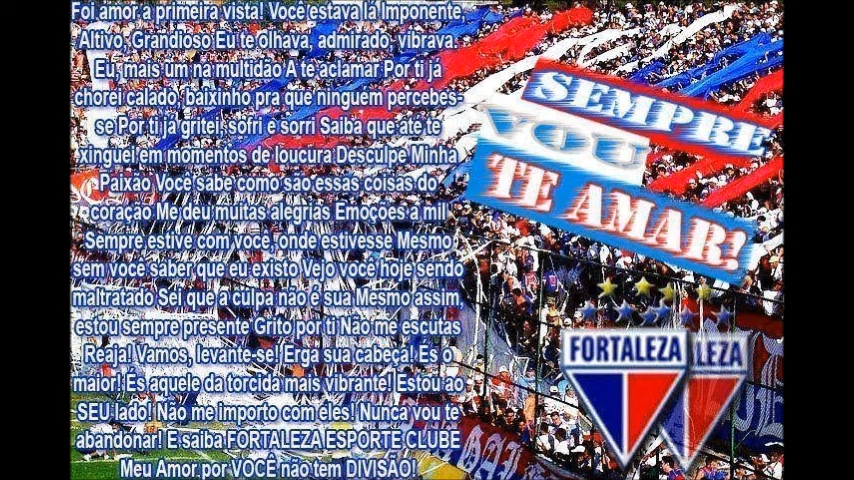 Foi amor a primeira vista! Você estava lá Imponente,
Altivo, Grandioso Eu te olhava, admirado, vibrava.
Eu, mais um na multidão A te aclamar Por ti já
chorei calado, baixinho pra que ninguem percebes-
se Por ti já gritei, sofri e sorri Saiba que até te
xinguei em momentos de loucura Desculpe Minha
Paixão Você sabe como são essas coisas do
coração Me deu muitas alegrias Emoçoes a mil
Sempre estive com você, onde estivesse Mesmo
sem você saber que eu existo Vejo você hoje sendo
maltratado Sei que a culpa não é sua Mesmo assim,
estou sempre presente Grito por ti Não me escutas
Reaja! Vamos, levante-se! Erga sua cabeça! És o
maior! És aquele da torcida mais vibrante! Estou ao
SEU lado! Não me importo com eles! Nunca vou te
abandonar! E saiba FORTALEZA ESPORTE CLUBE
Meu Amor por VOCÊ não tem DIVISÃO!
SEMPRE
VOU
TE AMAR!
FORTALEZA
LEZA